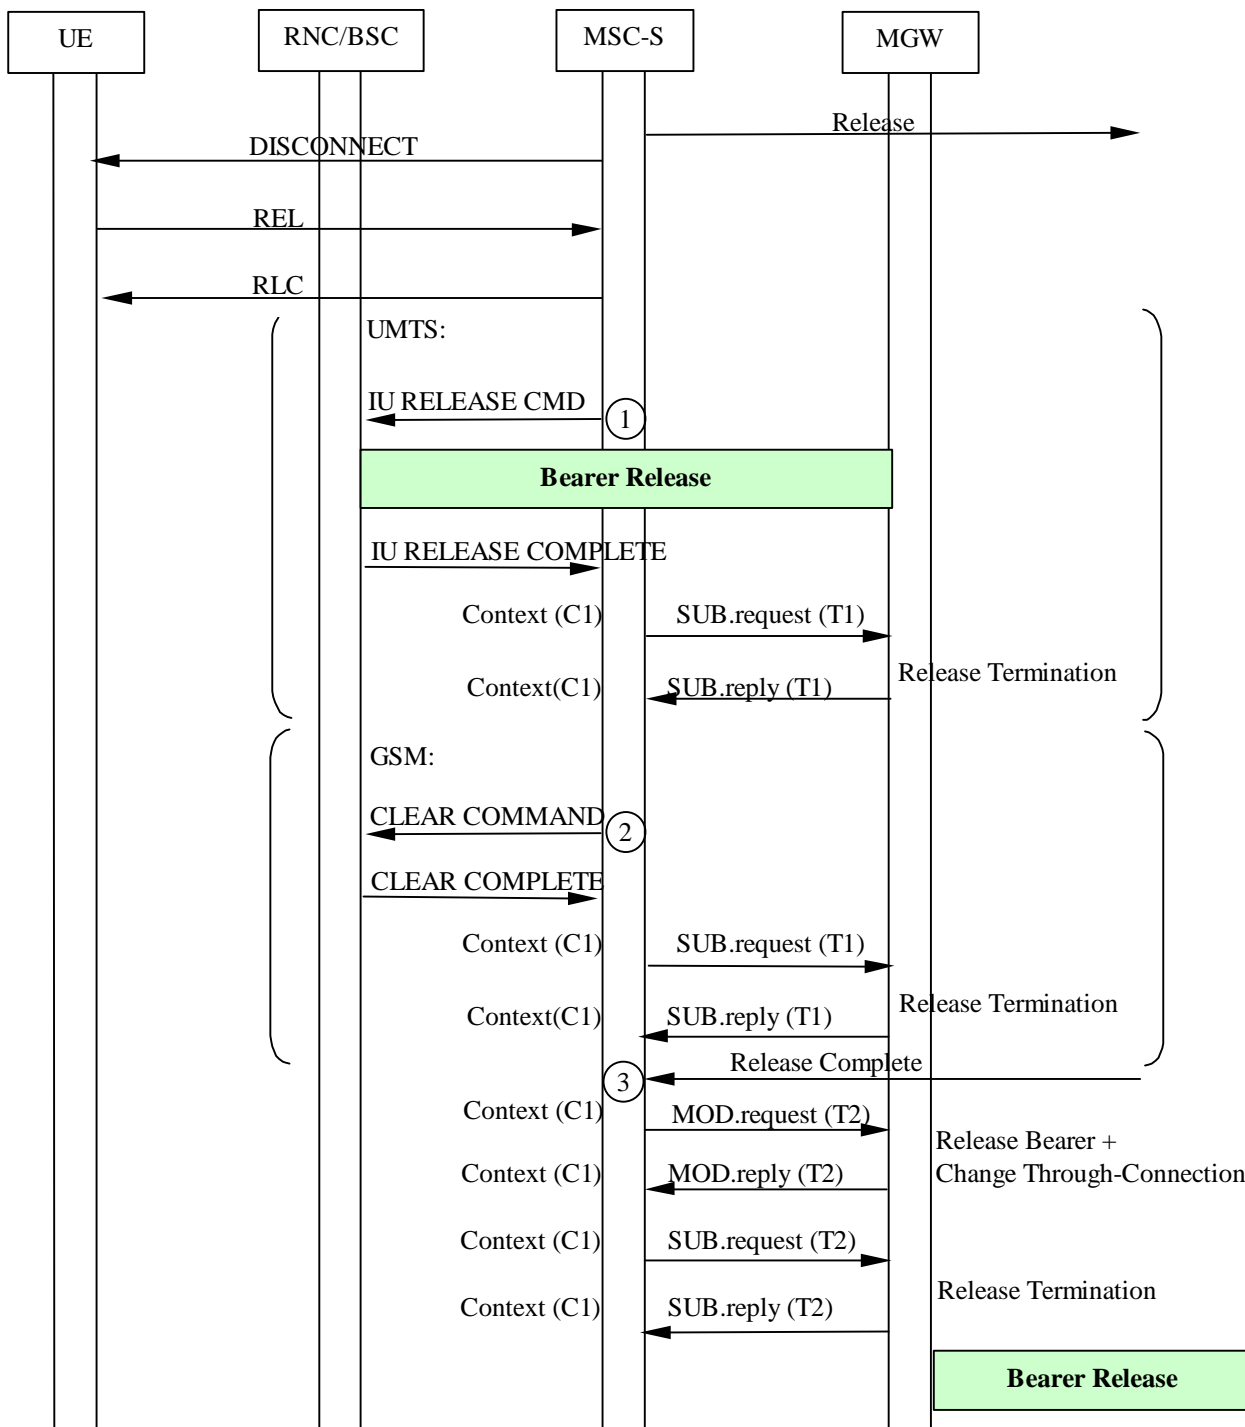 UE
RNC/BSC
MSC-S
MGW
Release
DISCONNECT
REL
RLC
UMTS:
IU RELEASE CMD
1
Bearer Release
IU RELEASE COMPLETE
Context (C1)
SUB.request (T1)
Release Termination
Context(C1)
SUB.reply (T1)
GSM:
CLEAR COMMAND
2
CLEAR COMPLETE
Context (C1)
SUB.request (T1)
Release Termination
Context(C1)
SUB.reply (T1)
Release Complete
3
Context (C1)
MOD.request (T2)
Release Bearer +
Change Through-Connection
Context (C1)
MOD.reply (T2)
Context (C1)
SUB.request (T2)
Release Termination
Context (C1)
SUB.reply (T2)
Bearer Release